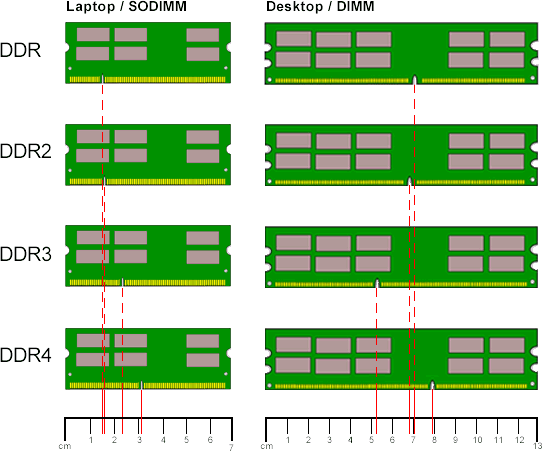 Laptop / SODIMM Desktop / DIMM
DDR
DDR2
DDR3
DDR4
cm 1 2 3 4 5 6 7
cm 1 2 3 4 5 6 7 8 9 10 11 12 13